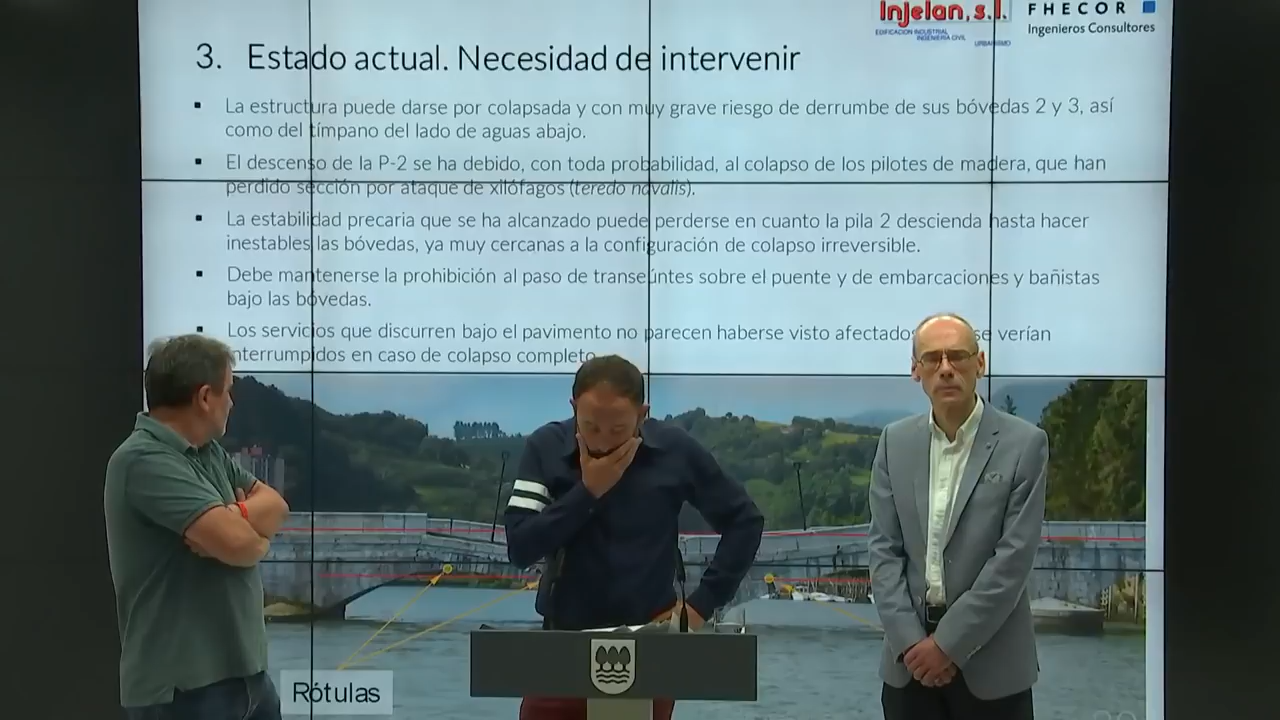 Injelan, s.l.
EDIFICACION INDUSTRIAL
INGENIERIA CIVIL
URBANISMO
FHECOR
Ingenieros Consultores
3. Estado actual. Necesidad de intervenir
▪ La estructura puede darse por colapsada y con muy grave riesgo de derrumbe de sus bóvedas 2 y 3, así
como del tímpano del lado de aguas abajo.
▪ El descenso de la P-2 se ha debido, con toda probabilidad, al colapso de los pilotes de madera, que han
perdido sección por ataque de xilófagos (teredo navalis).
▪ La estabilidad precaria que se ha alcanzado puede perderse en cuanto la pila 2 descienda hasta hacer
inestables las bóvedas, ya muy cercanas a la configuración de colapso irreversible.
▪ Debe mantenerse la prohibición al paso de transeúntes sobre el puente y de embarcaciones y bañistas
bajo las bóvedas.
▪ Los servicios que discurren bajo el pavimento no parecen haberse visto afectados se verían
interrumpidos en caso de colapso completo
Rótulas